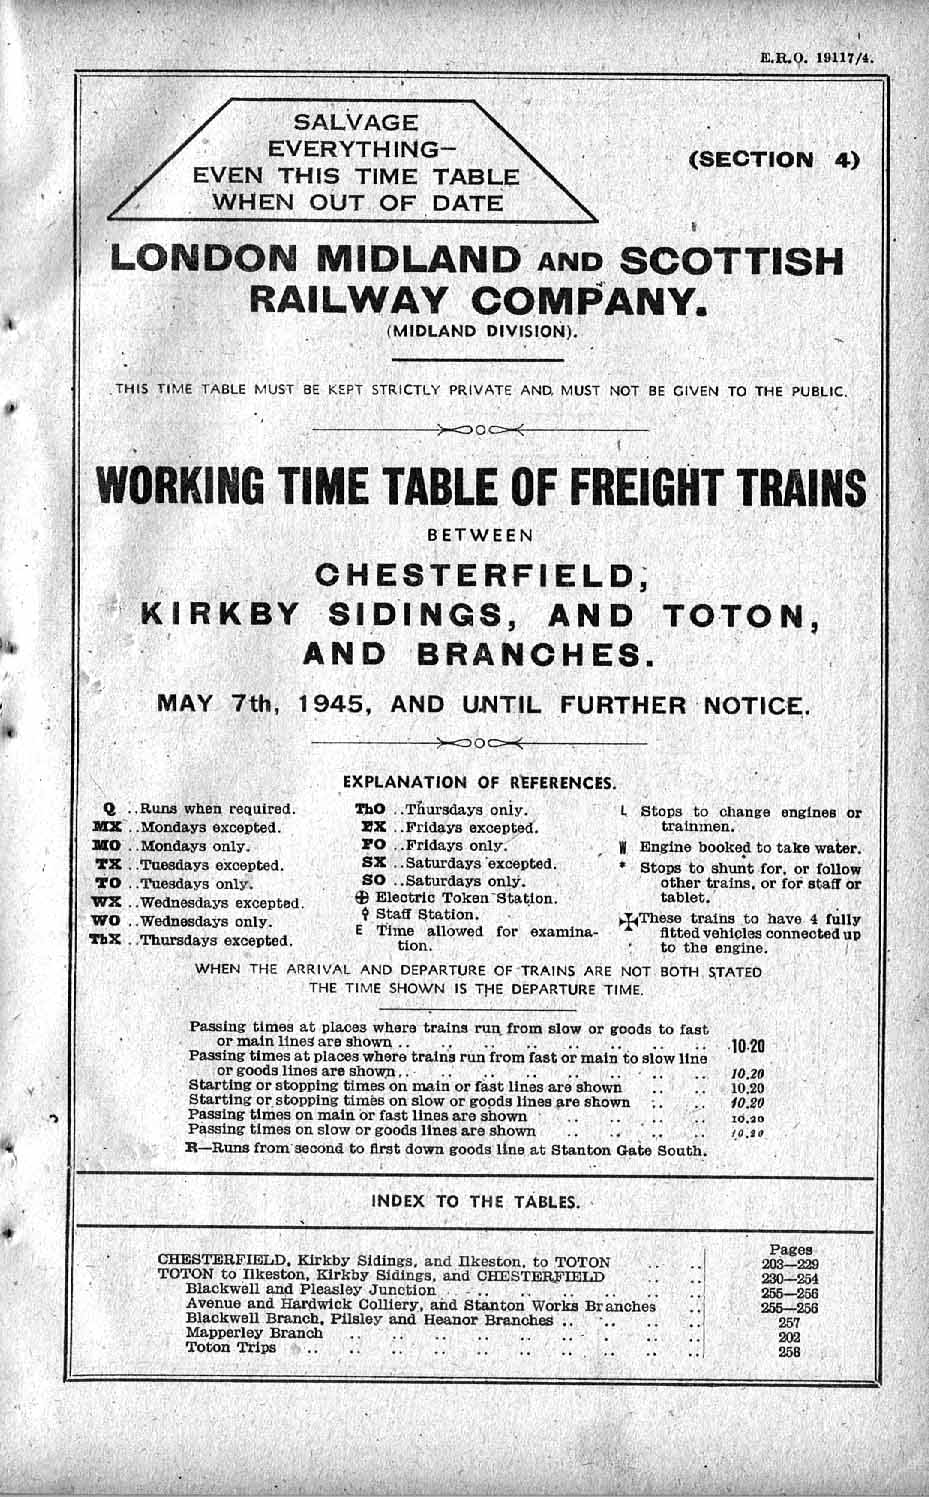 E.R.O. 19117/4.
SALVAGE
EVERYTHING—
EVEN THIS TIME TABLE
WHEN OUT OF DATE
(SECTION 4)
LONDON MIDLAND AND SCOTTISH
RAILWAY COMPANY.
(MIDLAND DIVISION).
THIS TIME TABLE MUST BE KEPT STRICTLY PRIVATE AND MUST NOT BE GIVEN TO THE PUBLIC.
WORKING TIME TABLE OF FREIGHT TRAINS
BETWEEN
CHESTERFIELD,
KIRKBY SIDINGS, AND TOTON,
AND BRANCHES.
MAY 7th, 1945, AND UNTIL FURTHER NOTICE.
EXPLANATION OF REFERENCES.
Q .. Runs when required.
MX .. Mondays excepted.
MO .. Mondays only.
TX .. Tuesdays excepted.
TO .. Tuesdays only.
WX .. Wednesdays excepted.
WO .. Wednesdays only.
ThX .. Thursdays excepted.
ThO .. Thursdays only.
FX .. Fridays excepted.
FO .. Fridays only.
SX .. Saturdays excepted.
SO .. Saturdays only.
⊕ Electric Token Station.
Staff Station.
E Time allowed for examina-
tion.
L Stops to change engines or
trainmen.
W Engine booked to take water.
* Stops to shunt for, or follow
other trains, or for staff or
tablet.
✠ These trains to have 4 fully
fitted vehicles connected up
to the engine.
WHEN THE ARRIVAL AND DEPARTURE OF TRAINS ARE NOT BOTH STATED
THE TIME SHOWN IS THE DEPARTURE TIME.
Passing times at places where trains run from slow or goods to fast
or main lines are shown .. .. .. .. .. .. .. .. 10·20
Passing times at places where trains run from fast or main to slow line
or goods lines are shown .. .. .. .. .. .. .. .. 10.20
Starting or stopping times on main or fast lines are shown .. .. 10.20
Starting or stopping times on slow or goods lines are shown .. .. 10.20
Passing times on main or fast lines are shown .. .. .. .. 10.20
Passing times on slow or goods lines are shown .. .. .. .. 10.20
R—Runs from second to first down goods line at Stanton Gate South.
INDEX TO THE TABLES.
Pages
CHESTERFIELD, Kirkby Sidings, and Ilkeston, to TOTON .. .. 203—229
TOTON to Ilkeston, Kirkby Sidings, and CHESTERFIELD .. .. 230—254
Blackwell and Pleasley Junction .. .. .. .. .. .. 255—256
Avenue and Hardwick Colliery, and Stanton Works Branches .. 255—256
Blackwell Branch, Pilsley and Heanor Branches .. .. .. .. 257
Mapperley Branch .. .. .. .. .. .. .. .. .. 202
Toton Trips .. .. .. .. .. .. .. .. .. .. 258